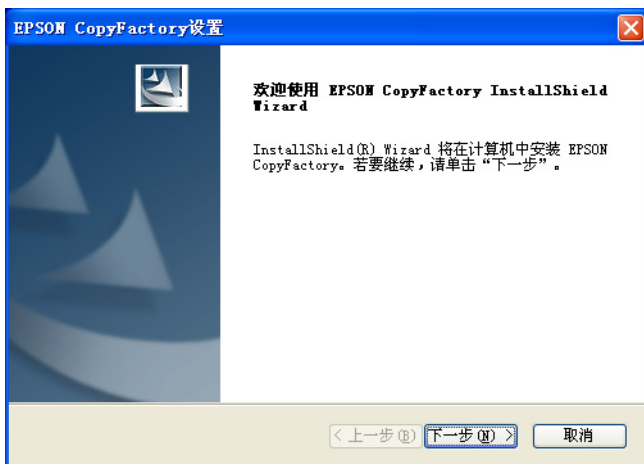 EPSON CopyFactory设置
欢迎使用 EPSON CopyFactory InstallShield
Wizard
InstallShield(R) Wizard 将在计算机中安装 EPSON
CopyFactory。若要继续，请单击“下一步”。
< 上一步(B) 下一步(N) > 取消